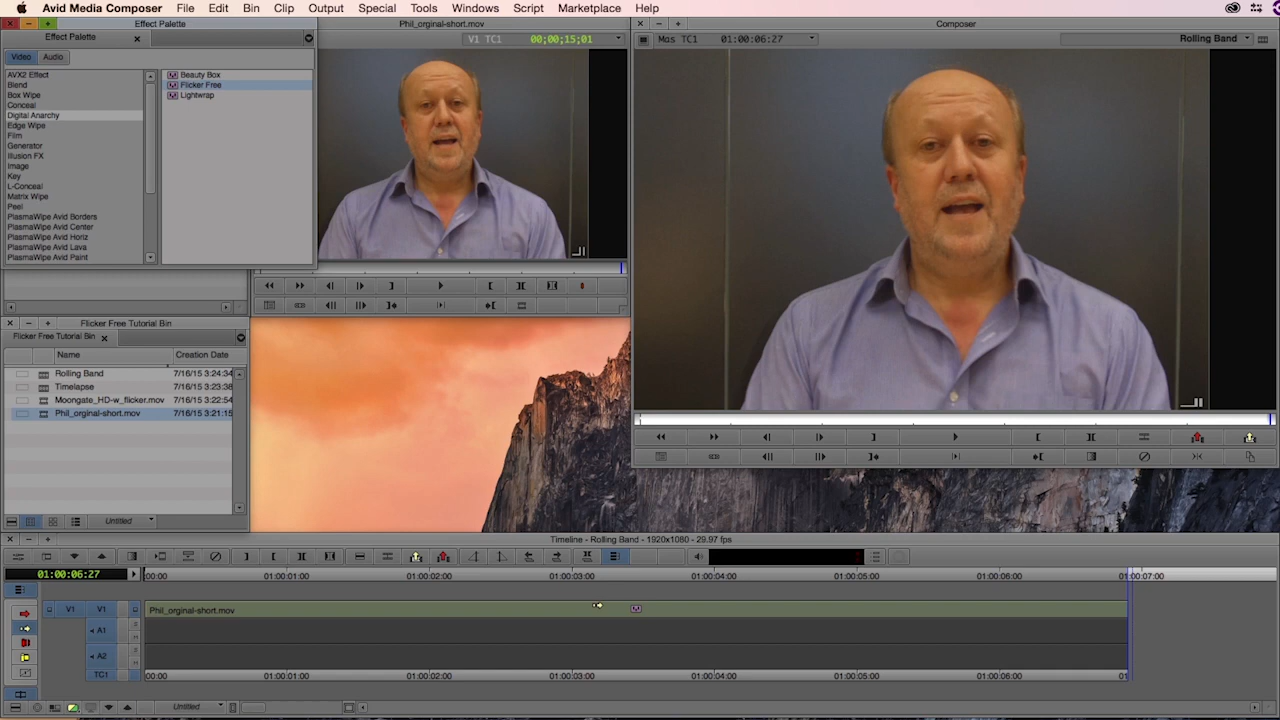 Avid Media Composer File Edit Bin Clip Output Special Tools Windows Script Marketplace Help
Effect Palette
Phil_orginal-short.mov
Composer
Effect Palette
V1 TC1 00;00;15;01
Mas TC1 01:00:06:27
Rolling Band
Video Audio
AVX2 Effect
Blend
Box Wipe
Conceal
Digital Anarchy
Edge Wipe
Film
Generator
Illusion FX
Image
Key
L-Conceal
Matrix Wipe
Peel
PlasmaWipe Avid Borders
PlasmaWipe Avid Center
PlasmaWipe Avid Horiz
PlasmaWipe Avid Lava
PlasmaWipe Avid Paint
Beauty Box
Flicker Free
Lightwrap
Flicker Free Tutorial Bin
Flicker Free Tutorial Bin
Name Creation Date
Rolling Band 7/16/15 3:24:34
Timelapse 7/16/15 3:23:38
Moongate_HD-w_flicker.mov 7/16/15 3:22:54
Phil_orginal-short.mov 7/16/15 3:21:15
Untitled
Timeline - Rolling Band - 1920x1080 - 29.97 fps
01:00:06:27
00:00 01:00:01:00 01:00:02:00 01:00:03:00 01:00:04:00 01:00:05:00 01:00:06:00 01:00:07:00
V1 V1 Phil_orginal-short.mov
A1
A2
TC1 00:00 01:00:01:00 01:00:02:00 01:00:03:00 01:00:04:00 01:00:05:00 01:00:06:00 01
Untitled